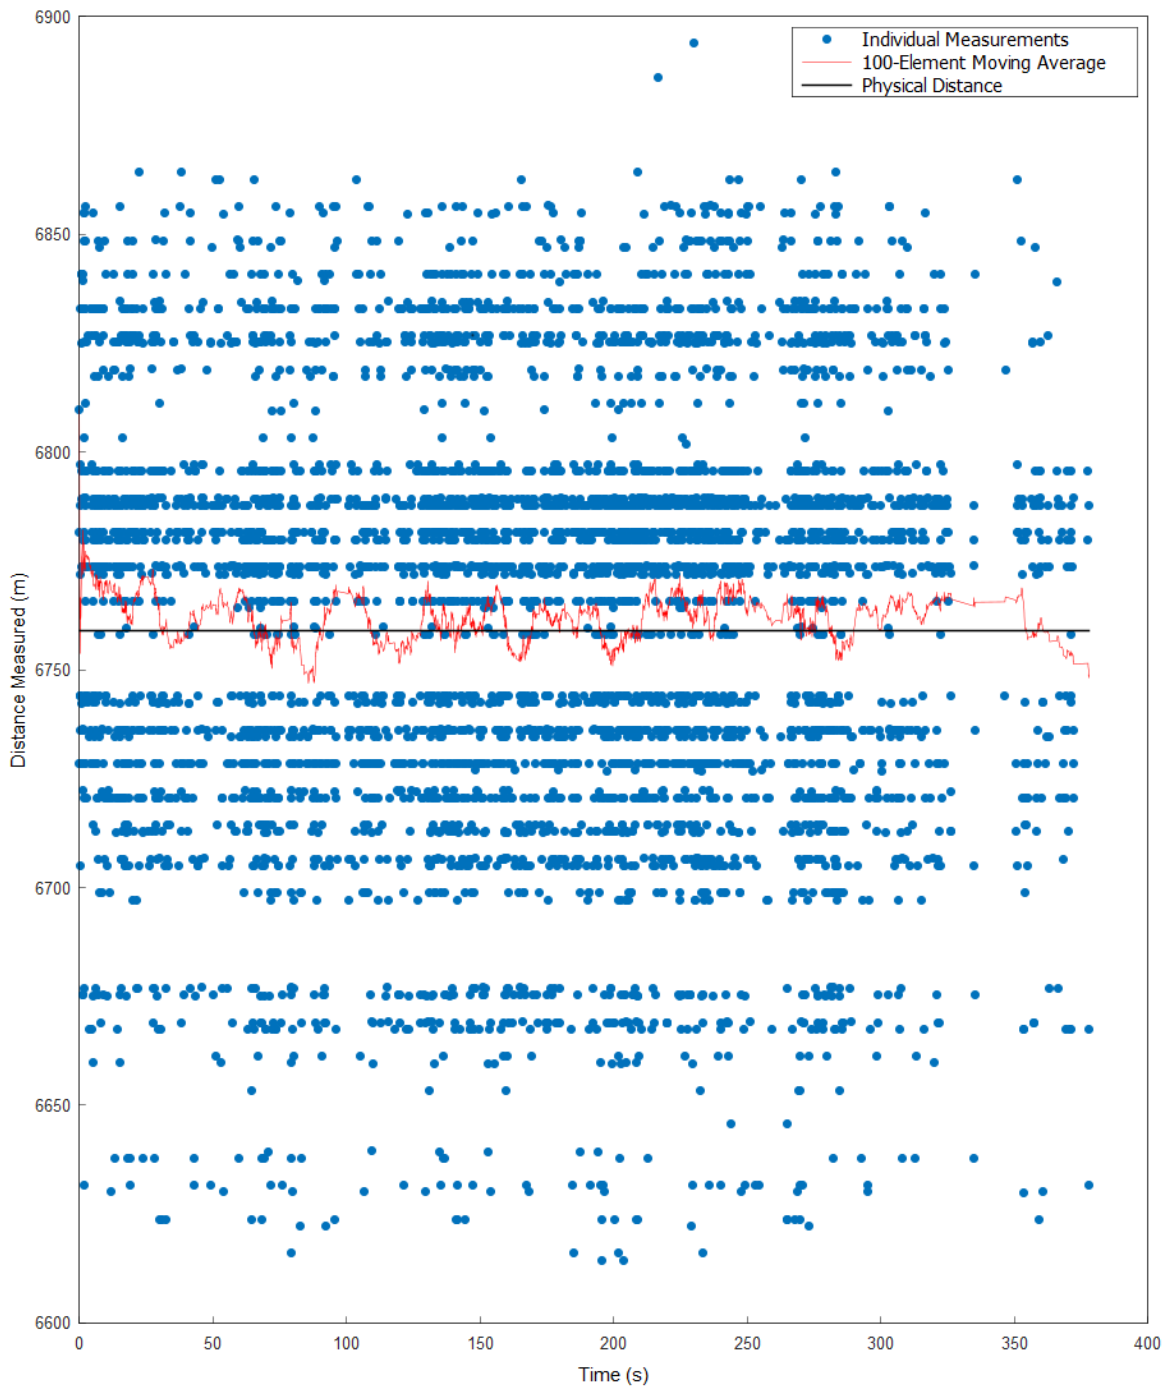 6900
6850
6800
6750
6700
6650
6600
Distance Measured (m)
Individual Measurements
100-Element Moving Average
Physical Distance
0 50 100 150 200 250 300 350 400
Time (s)